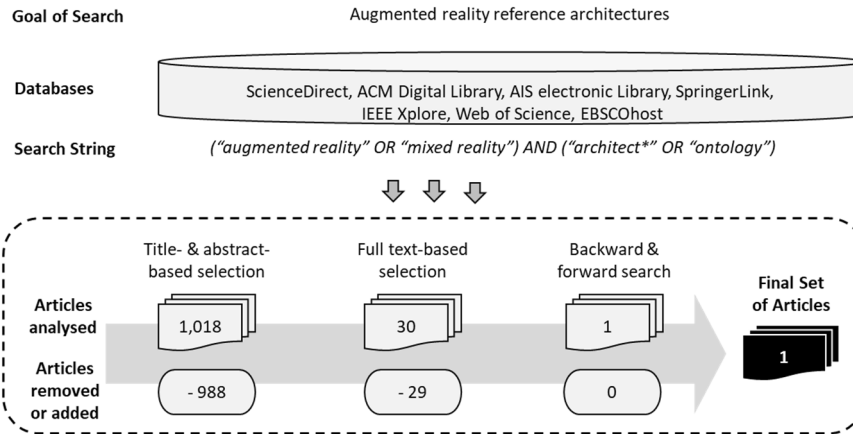 Goal of Search
Augmented reality reference architectures
Databases
ScienceDirect, ACM Digital Library, AIS electronic Library, SpringerLink,
IEEE Xplore, Web of Science, EBSCOhost
Search String
(“augmented reality” OR “mixed reality”) AND (“architect*” OR “ontology”)
Title- & abstract-
based selection
Full text-based
selection
Backward &
forward search
Final Set
of Articles
Articles
analysed
1,018
30
1
1
Articles
removed
or added
- 988
- 29
0